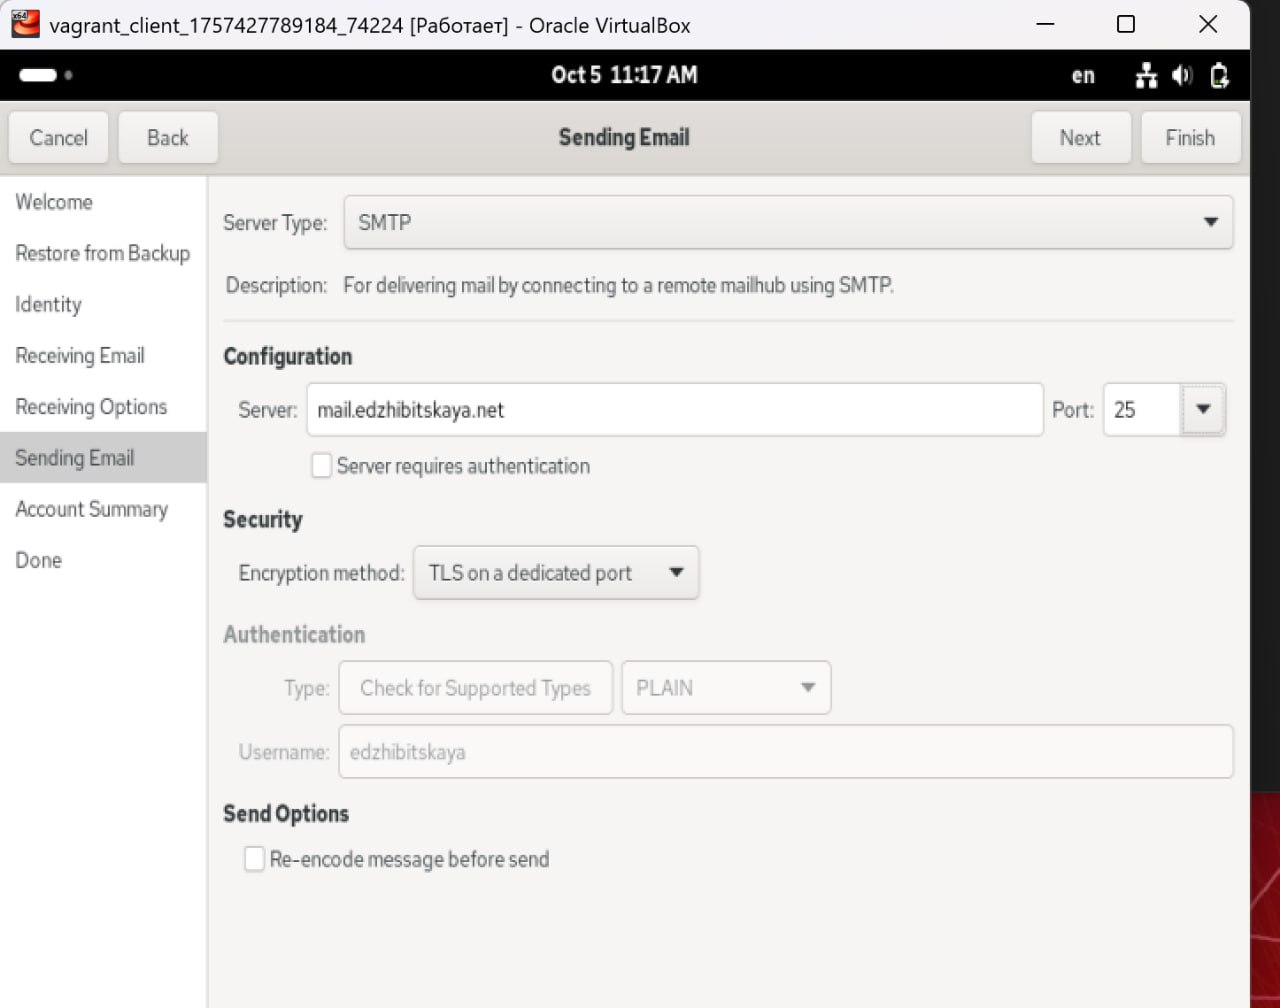 vagrant_client_1757427789184_74224 [Работает] - Oracle VirtualBox
Oct 5 11:17 AM
en
Cancel
Back
Sending Email
Next
Finish
Welcome
Restore from Backup
Identity
Receiving Email
Receiving Options
Sending Email
Account Summary
Done
Server Type: SMTP
Description: For delivering mail by connecting to a remote mailhub using SMTP.
Configuration
Server: mail.edzhibitskaya.net Port: 25
Server requires authentication
Security
Encryption method: TLS on a dedicated port
Authentication
Type: Check for Supported Types PLAIN
Username: edzhibitskaya
Send Options
Re-encode message before send